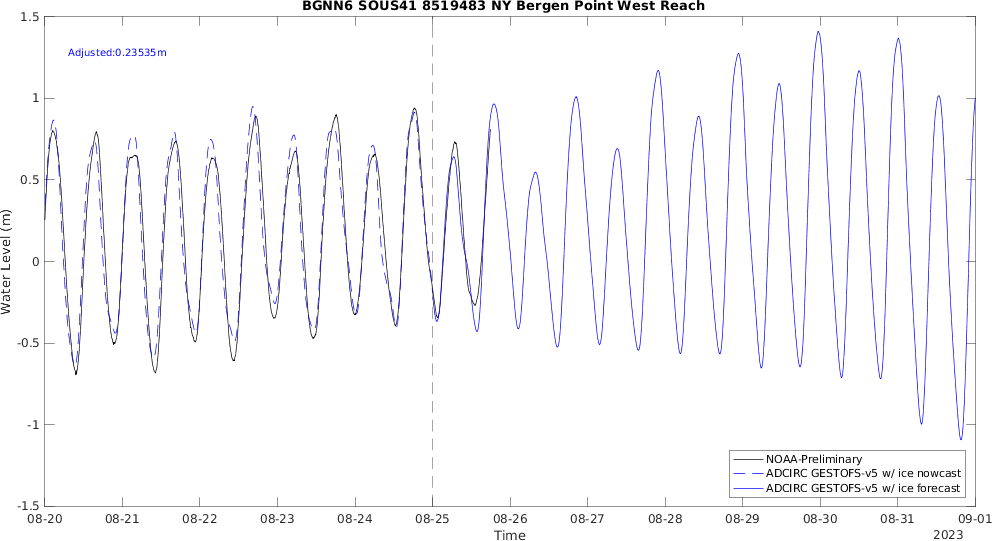 BGNN6 SOUS41 8519483 NY Bergen Point West Reach
1.5
Adjusted:0.23535m
1
0.5
0
-0.5
-1
-1.5
Water Level (m)
NOAA-Preliminary
ADCIRC GESTOFS-v5 w/ ice nowcast
ADCIRC GESTOFS-v5 w/ ice forecast
08-20 08-21 08-22 08-23 08-24 08-25 08-26 08-27 08-28 08-29 08-30 08-31 09-01
Time
2023